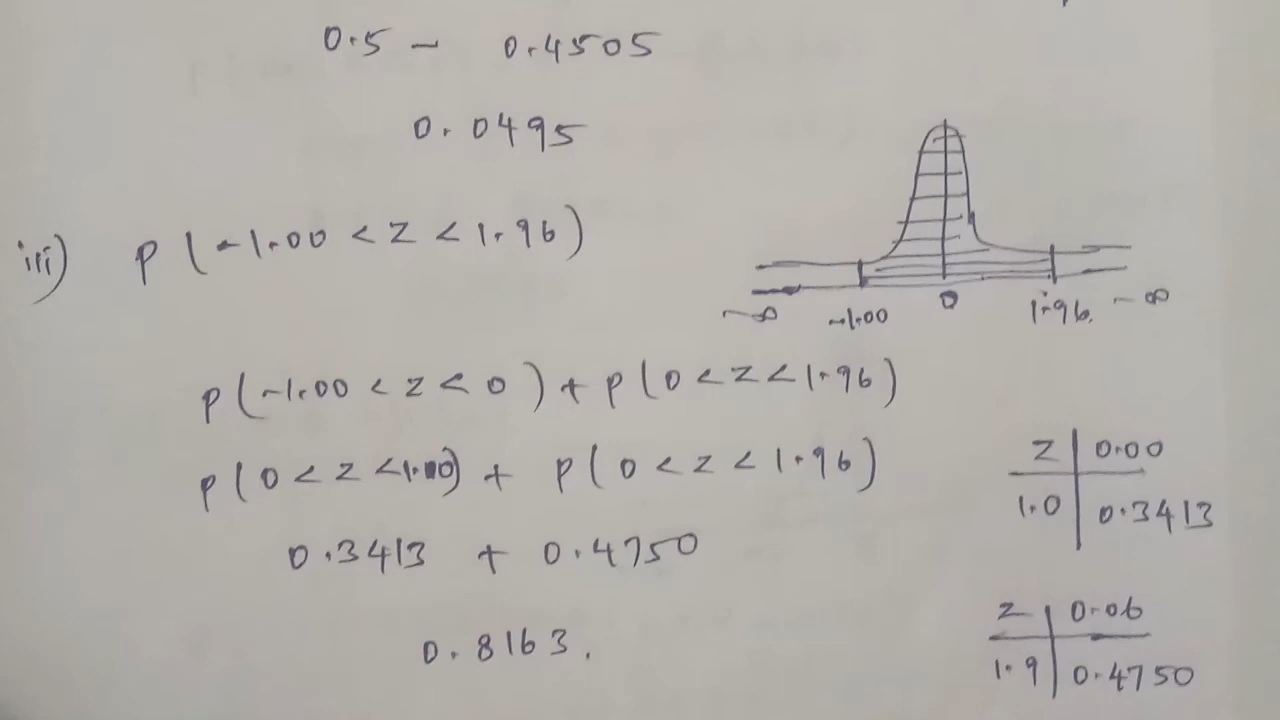 0.5 - 0.4505
0.0495
iii) P(-1.00 < Z < 1.96)
-∞ -1.00 0 1.96. -∞
P(-1.00 < Z < 0) + P(0 < Z < 1.96)
P(0 < Z < 1.00) + P(0 < Z < 1.96)
0.3413 + 0.4750
0.8163.
Z | 0.00
1.0 | 0.3413
Z | 0.06
1.9 | 0.4750